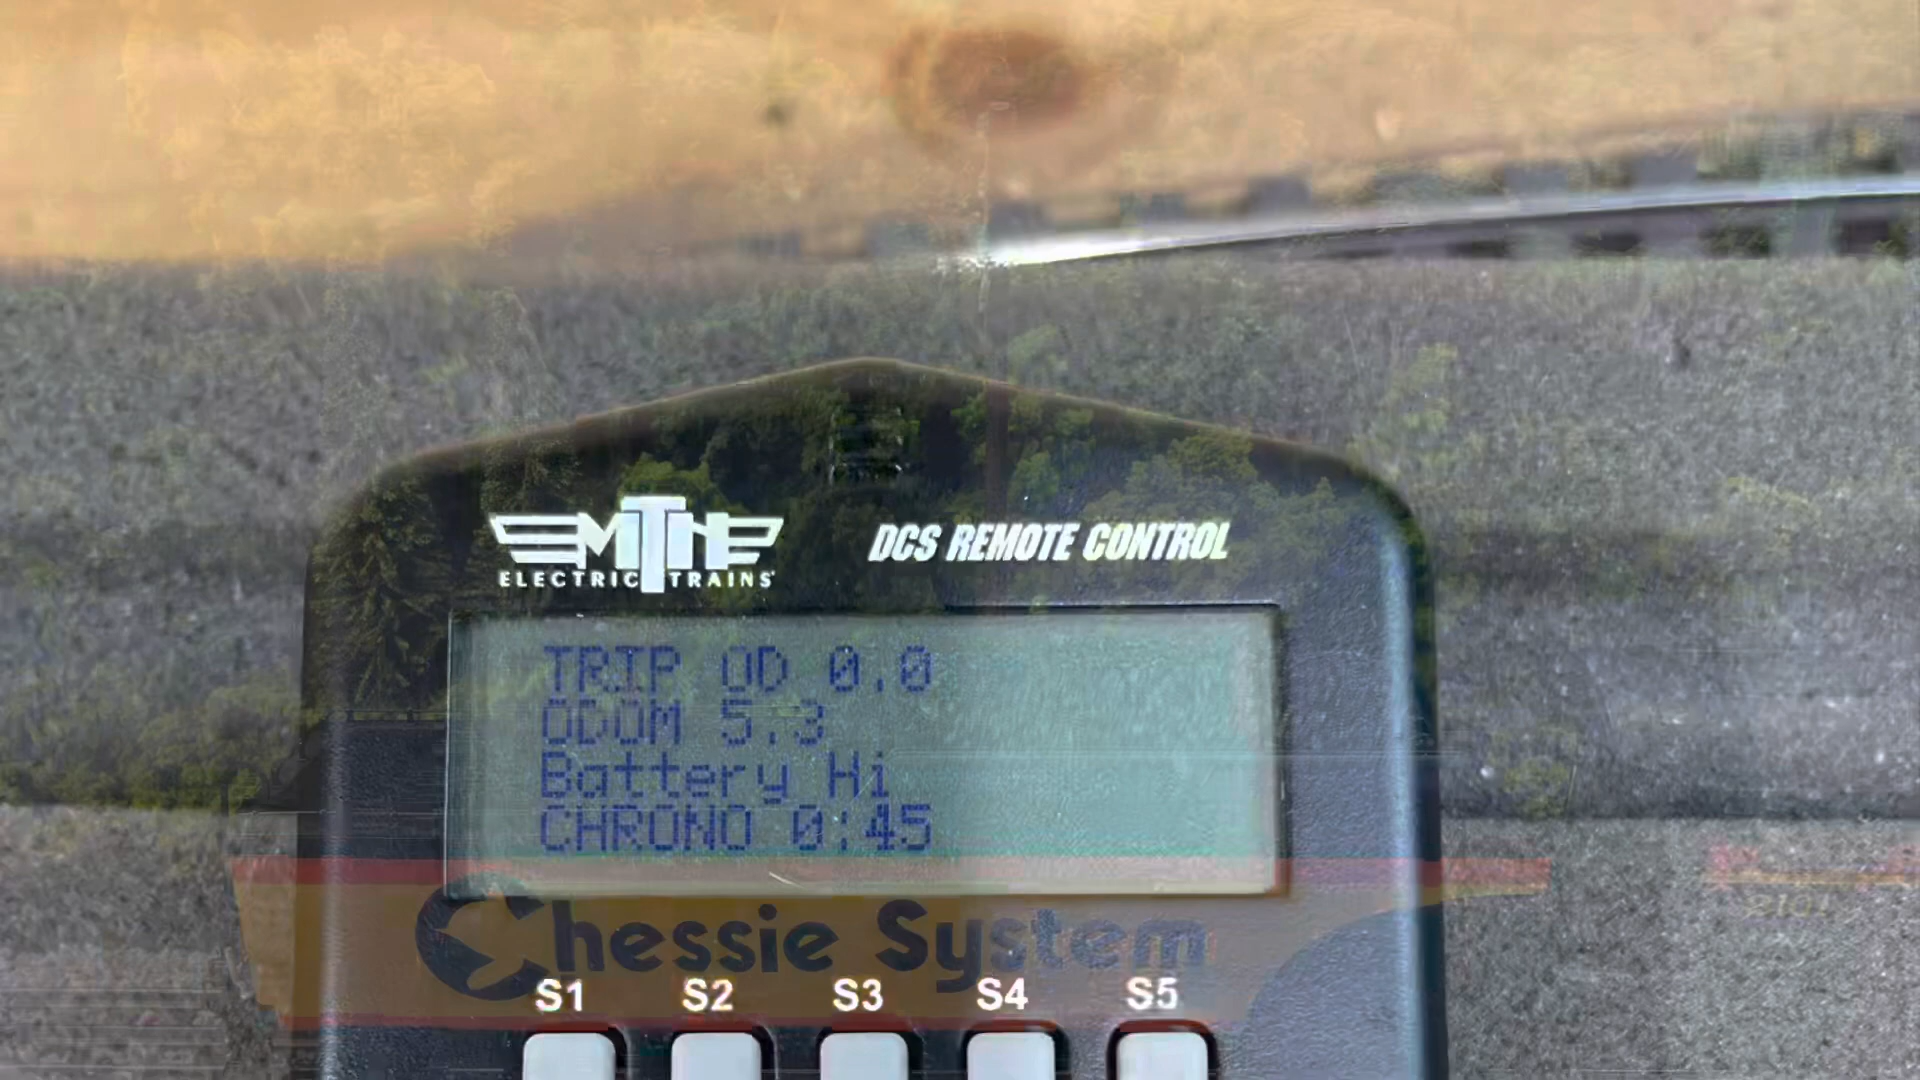 MTH
ELECTRIC TRAINS
DCS REMOTE CONTROL
TRIP OD 0.0
ODOM 5.3
Battery Hi
CHRONO 0:45
Chessie System
S1 S2 S3 S4 S5